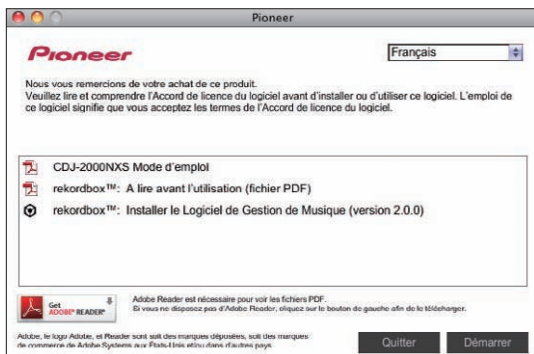 Pioneer
Pioneer
Français
Nous vous remercions de votre achat de ce produit.
Veuillez lire et comprendre l'Accord de licence du logiciel avant d'installer ou d'utiliser ce logiciel. L'emploi de
ce logiciel signifie que vous acceptez les termes de l'Accord de licence du logiciel.
CDJ-2000NXS Mode d'emploi
rekordbox™: A lire avant l'utilisation (fichier PDF)
rekordbox™: Installer le Logiciel de Gestion de Musique (version 2.0.0)
Get
ADOBE® READER®
Adobe Reader est nécessaire pour voir les fichiers PDF.
Si vous ne disposez pas d'Adobe Reader, cliquez sur le bouton de gauche afin de le télécharger.
Adobe, le logo Adobe, et Reader sont soit des marques déposées, soit des marques
de commerce de Adobe Systems aux États-Unis et/ou dans d'autres pays.
Quitter
Démarrer